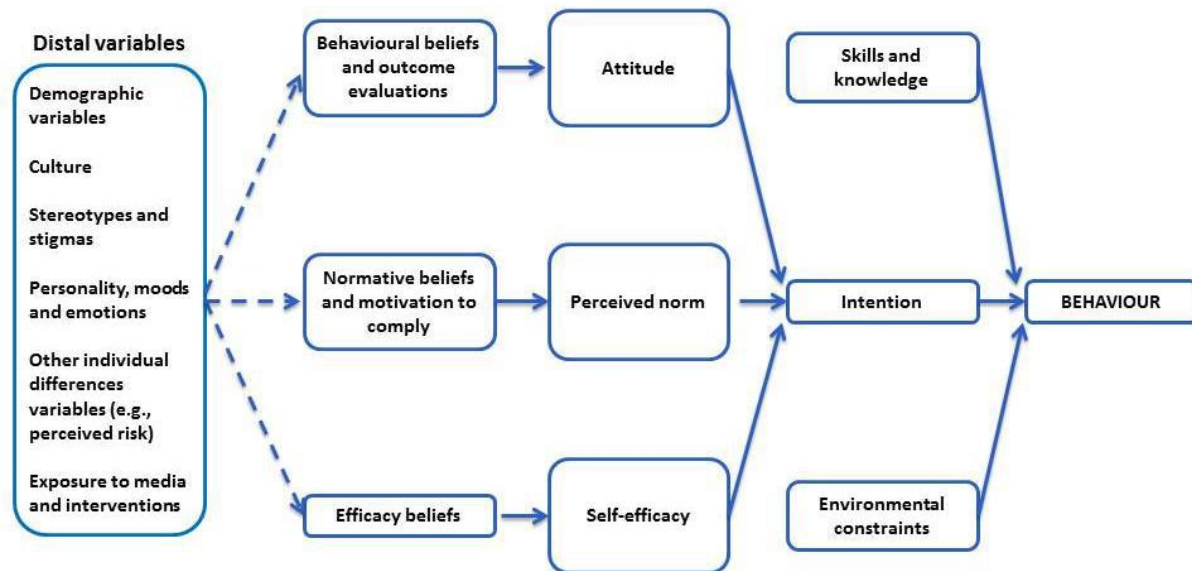 Distal variables
Demographic
variables
Culture
Stereotypes and
stigmas
Personality, moods
and emotions
Other individual
differences
variables (e.g.,
perceived risk)
Exposure to media
and interventions
Behavioural beliefs
and outcome
evaluations
Attitude
Skills and
knowledge
Normative beliefs
and motivation to
comply
Perceived norm
Intention
BEHAVIOUR
Efficacy beliefs
Self-efficacy
Environmental
constraints